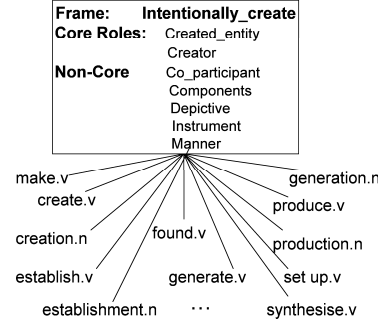 Frame: Intentionally_create
Core Roles: Created_entity
Creator
Non-Core Co_participant
Components
Depictive
Instrument
Manner
make.v generation.n
create.v produce.v
creation.n found.v production.n
establish.v generate.v set up.v
establishment.n ... synthesise.v